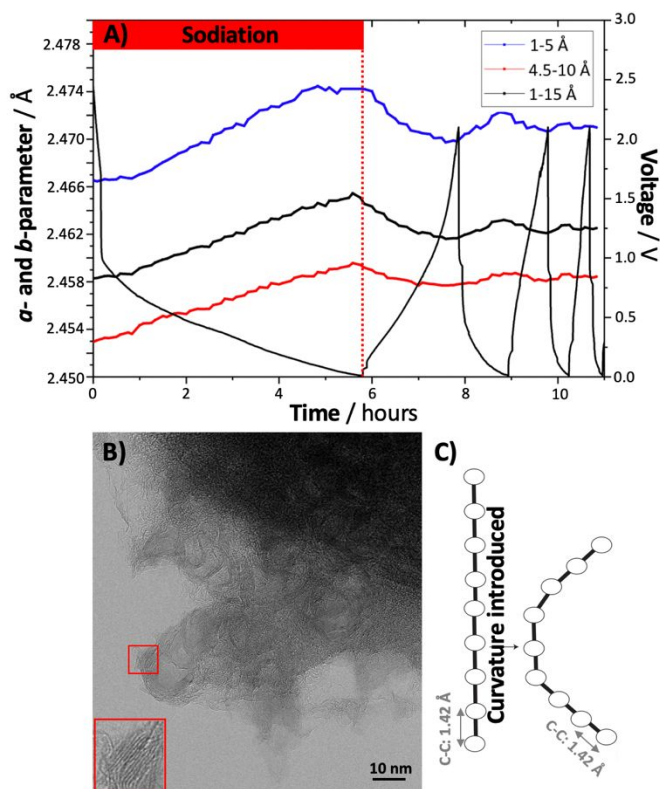 A)
Sodiation
1-5 Å
4.5-10 Å
1-15 Å
a- and b-parameter / Å
2.478
2.474
2.470
2.466
2.462
2.458
2.454
2.450
3.0
2.5
2.0
1.5
1.0
0.5
0.0
Voltage / V
0 2 4 6 8 10
Time / hours
B)
10 nm
C)
Curvature introduced
C-C: 1.42 Å
C-C: 1.42 Å